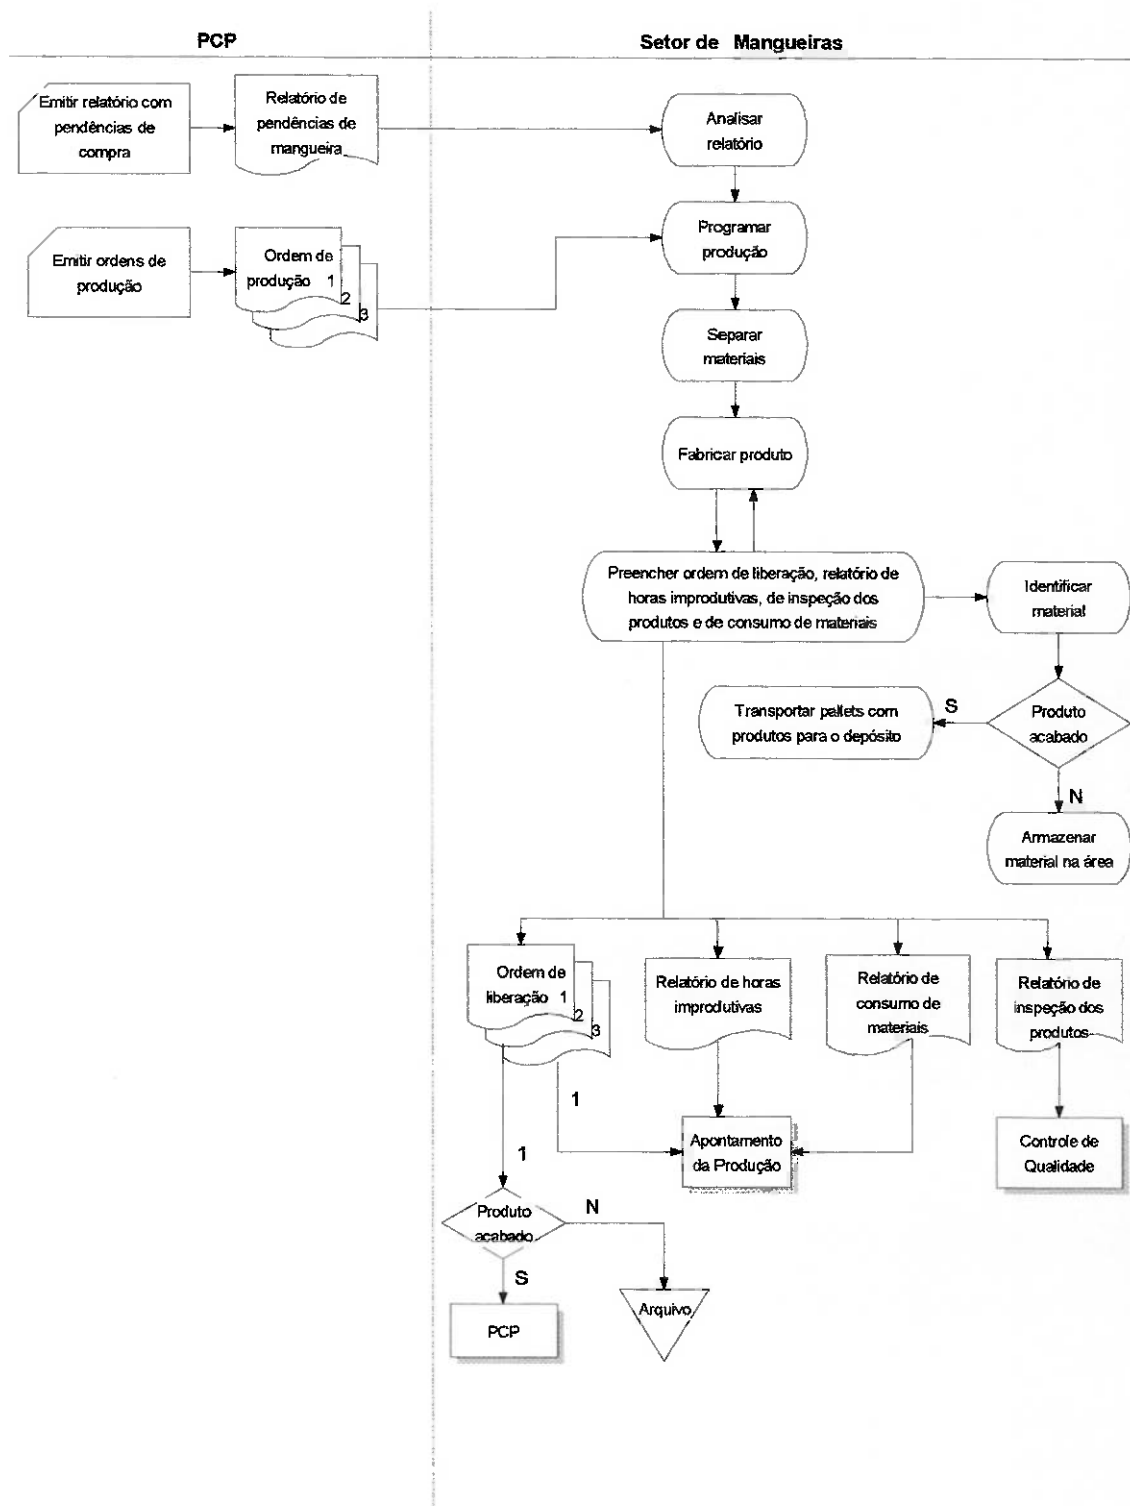 PCP
Setor de Mangueiras
Emitir relatório com
pendências de
compra
Relatório de
pendências de
mangueira
Analisar
relatório
Emitir ordens de
produção
Ordem de
produção 1
2
3
Programar
produção
Separar
materiais
Fabricar produto
Preencher ordem de liberação, relatório de
horas improdutivas, de inspeção dos
produtos e de consumo de materiais
Identificar
material
Transportar pallets com
produtos para o depósito
S
Produto
acabado
N
Armazenar
material na área
Ordem de
liberação 1
2
3
Relatório de horas
improdutivas
Relatório de
consumo de
materiais
Relatório de
inspeção dos
produtos
1
1
Apontamento
da Produção
Controle de
Qualidade
Produto
acabado
N
S
PCP
Arquivo